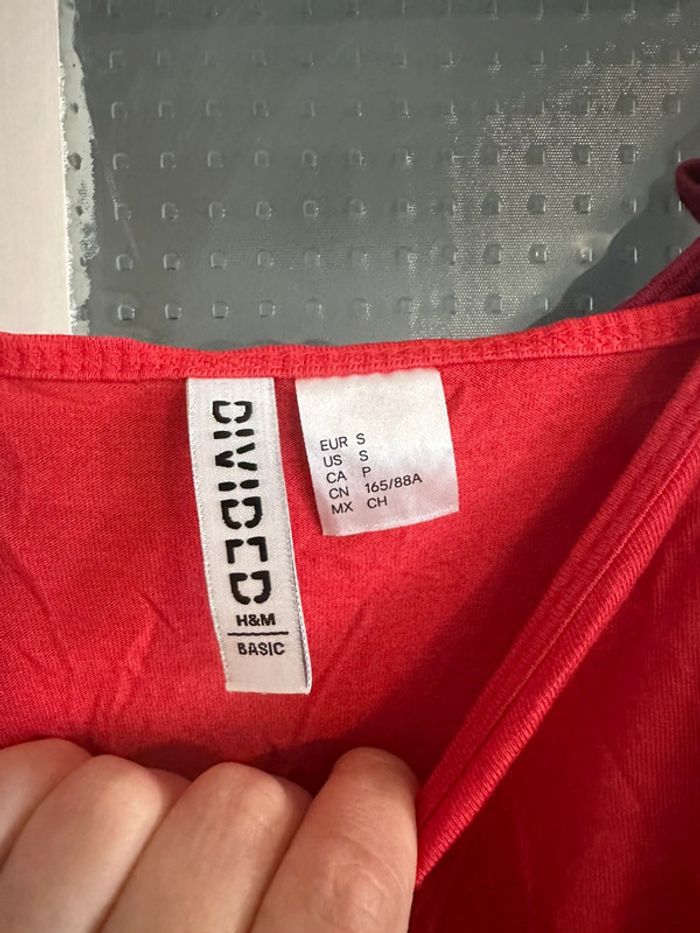 DIVIDED
H&M
BASIC
EUR S
US S
CA P
CN 165/88A
MX CH